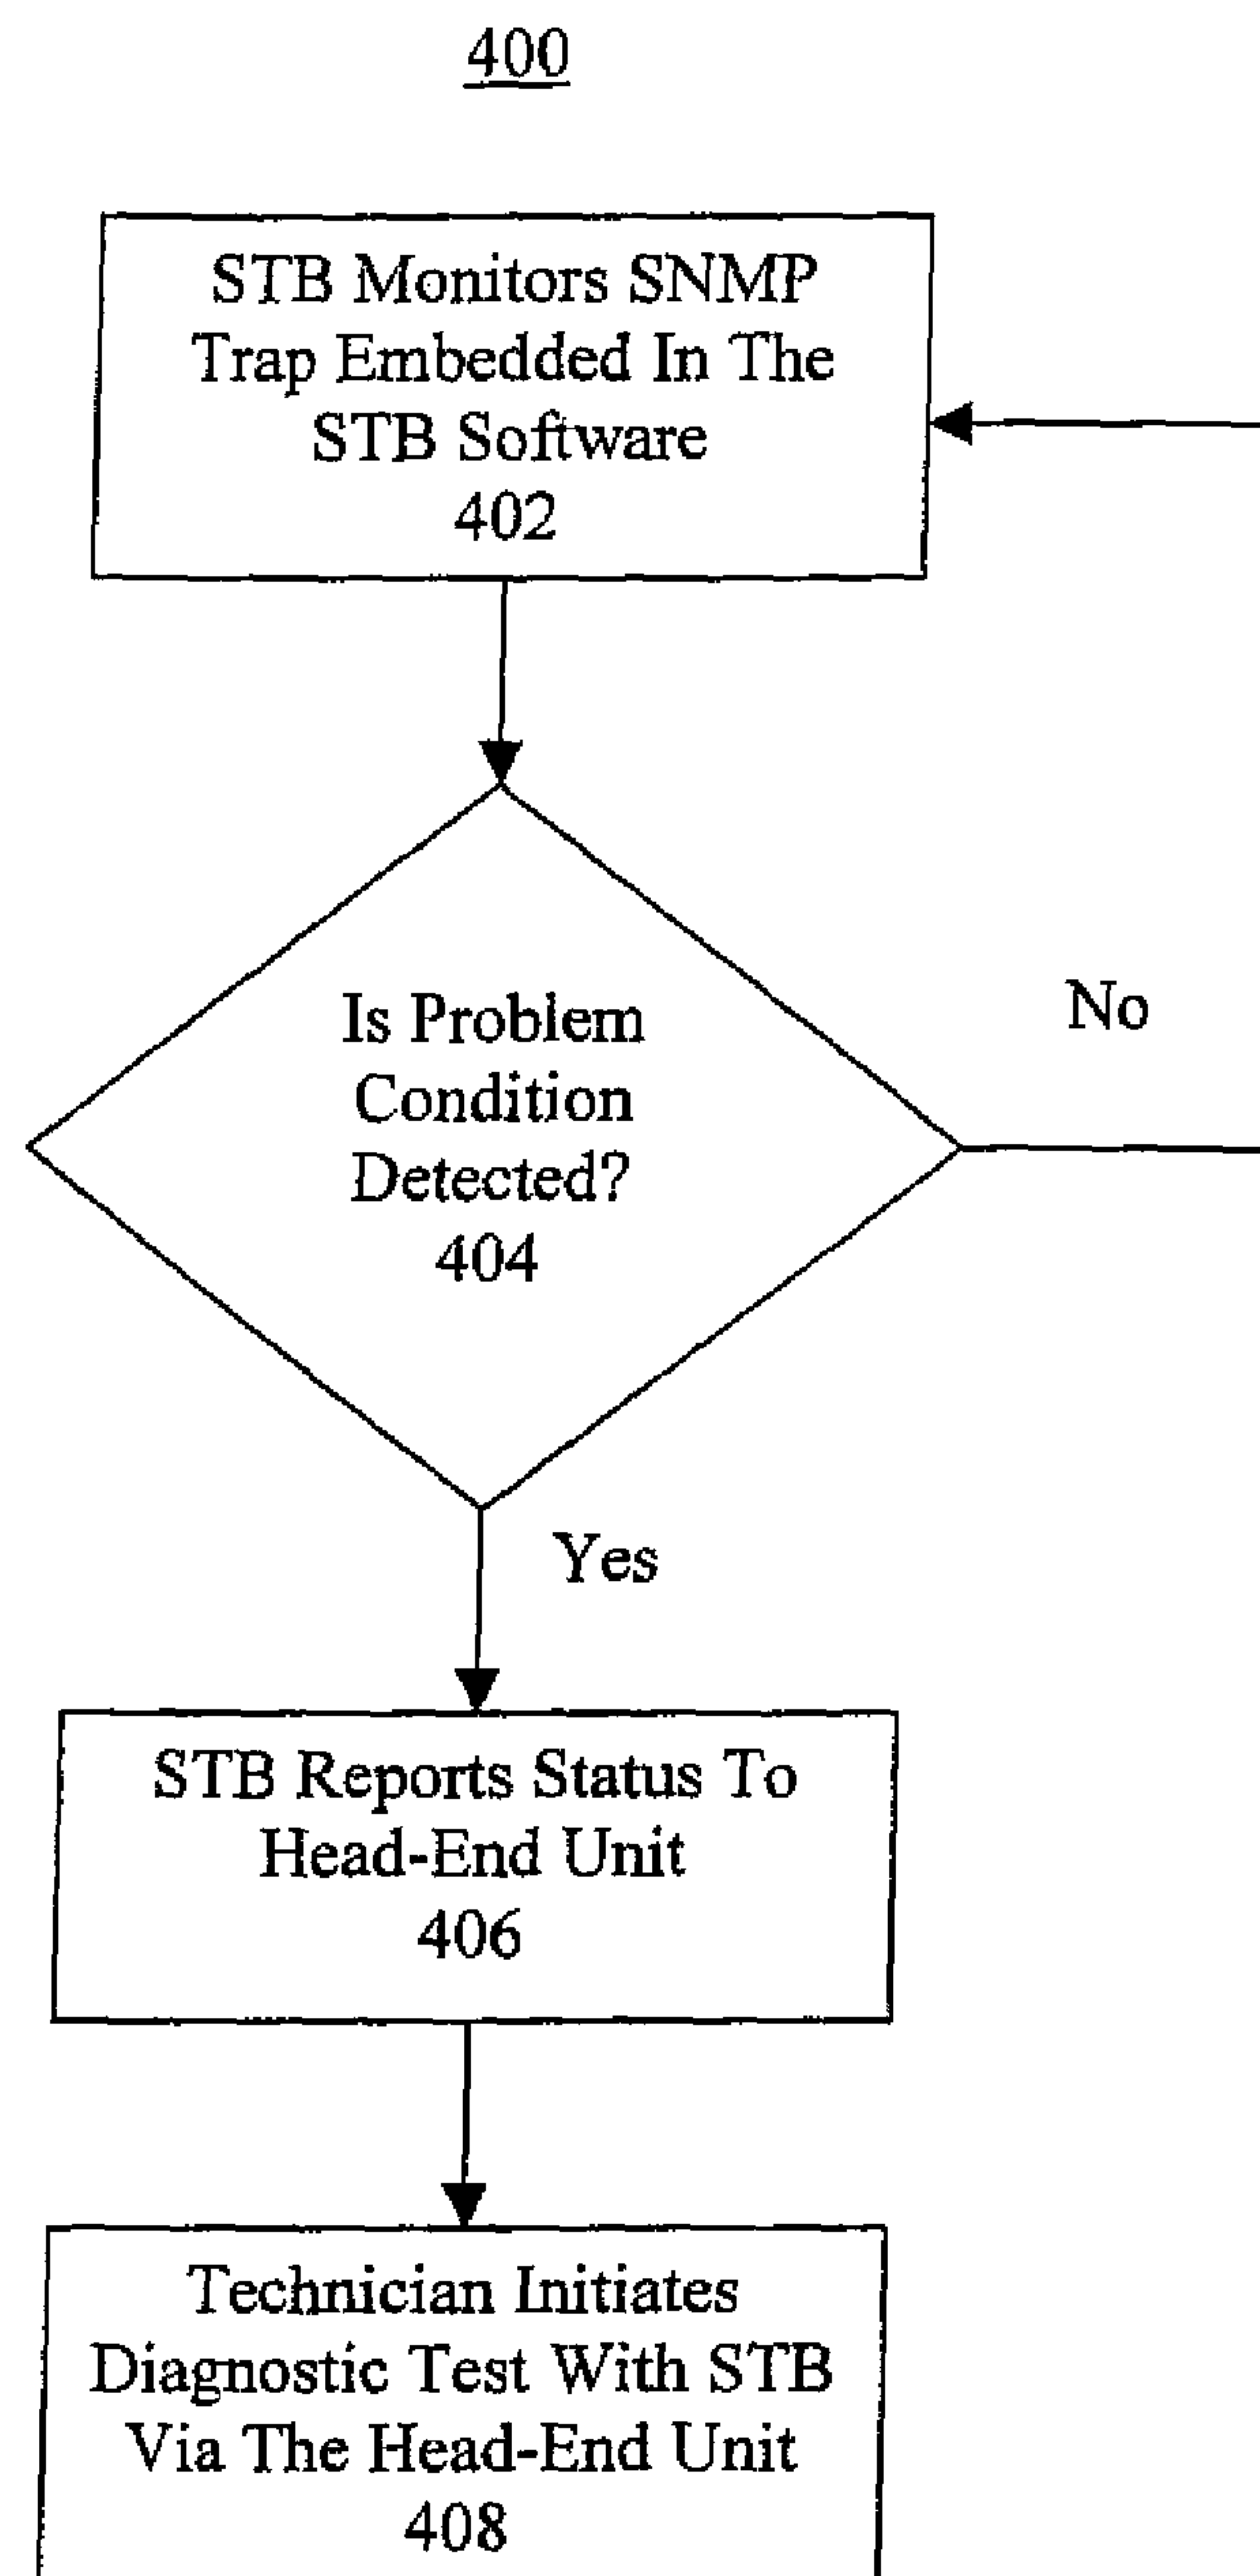 400
STB Monitors SNMP
Trap Embedded In The
STB Software
402
Is Problem
Condition
Detected?
404
No
Yes
STB Reports Status To
Head-End Unit
406
Technician Initiates
Diagnostic Test With STB
Via The Head-End Unit
408